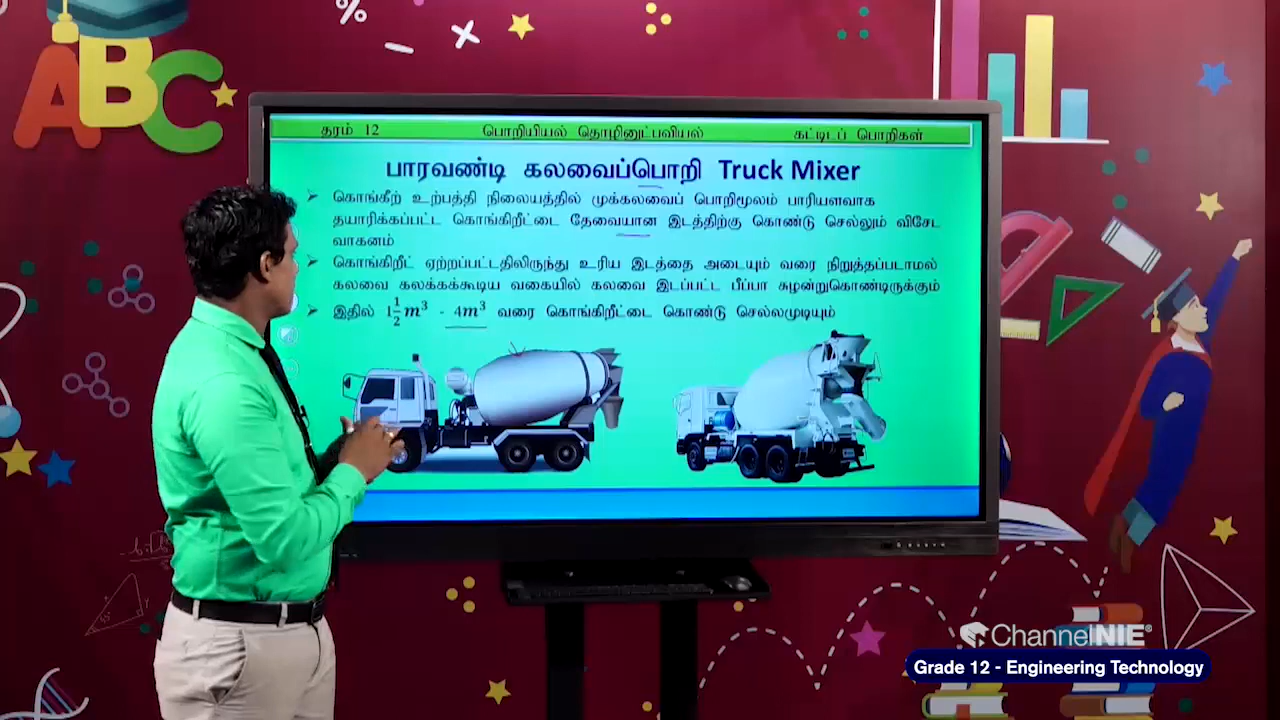 ABC
%
தரம் 12 பொறியியல் தொழினுட்பவியல் கட்டிடப் பொறிகள்
பாரவண்டி கலவைப்பொறி Truck Mixer
➢ கொங்கீற் உற்பத்தி நிலையத்தில் முக்கலவைப் பொறிமூலம் பாரியளவாக
தயாரிக்கப்பட்ட கொங்கிறீட்டை தேவையான இடத்திற்கு கொண்டு செல்லும் விசேட
வாகனம்
➢ கொங்கிறீட் ஏற்றப்பட்டதிலிருந்து உரிய இடத்தை அடையும் வரை நிறுத்தப்படாமல்
கலவை கலக்கக்கூடிய வகையில் கலவை இடப்பட்ட பீப்பா சுழன்றுகொண்டிருக்கும்
➢ இதில் 1½m³ - 4m³ வரை கொங்கிறீட்டை கொண்டு செல்லமுடியும்
ChannelNIE®
Grade 12 - Engineering Technology